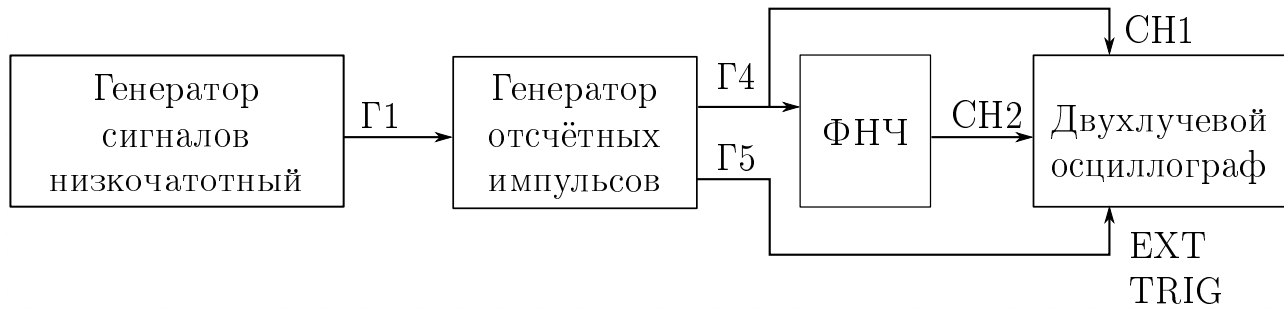 Генератор
сигналов
низкочатотный
Г1
Генератор
отсчётных
импульсов
Г4
Г5
ФНЧ
CH1
CH2
Двухлучевой
осциллограф
EXT
TRIG